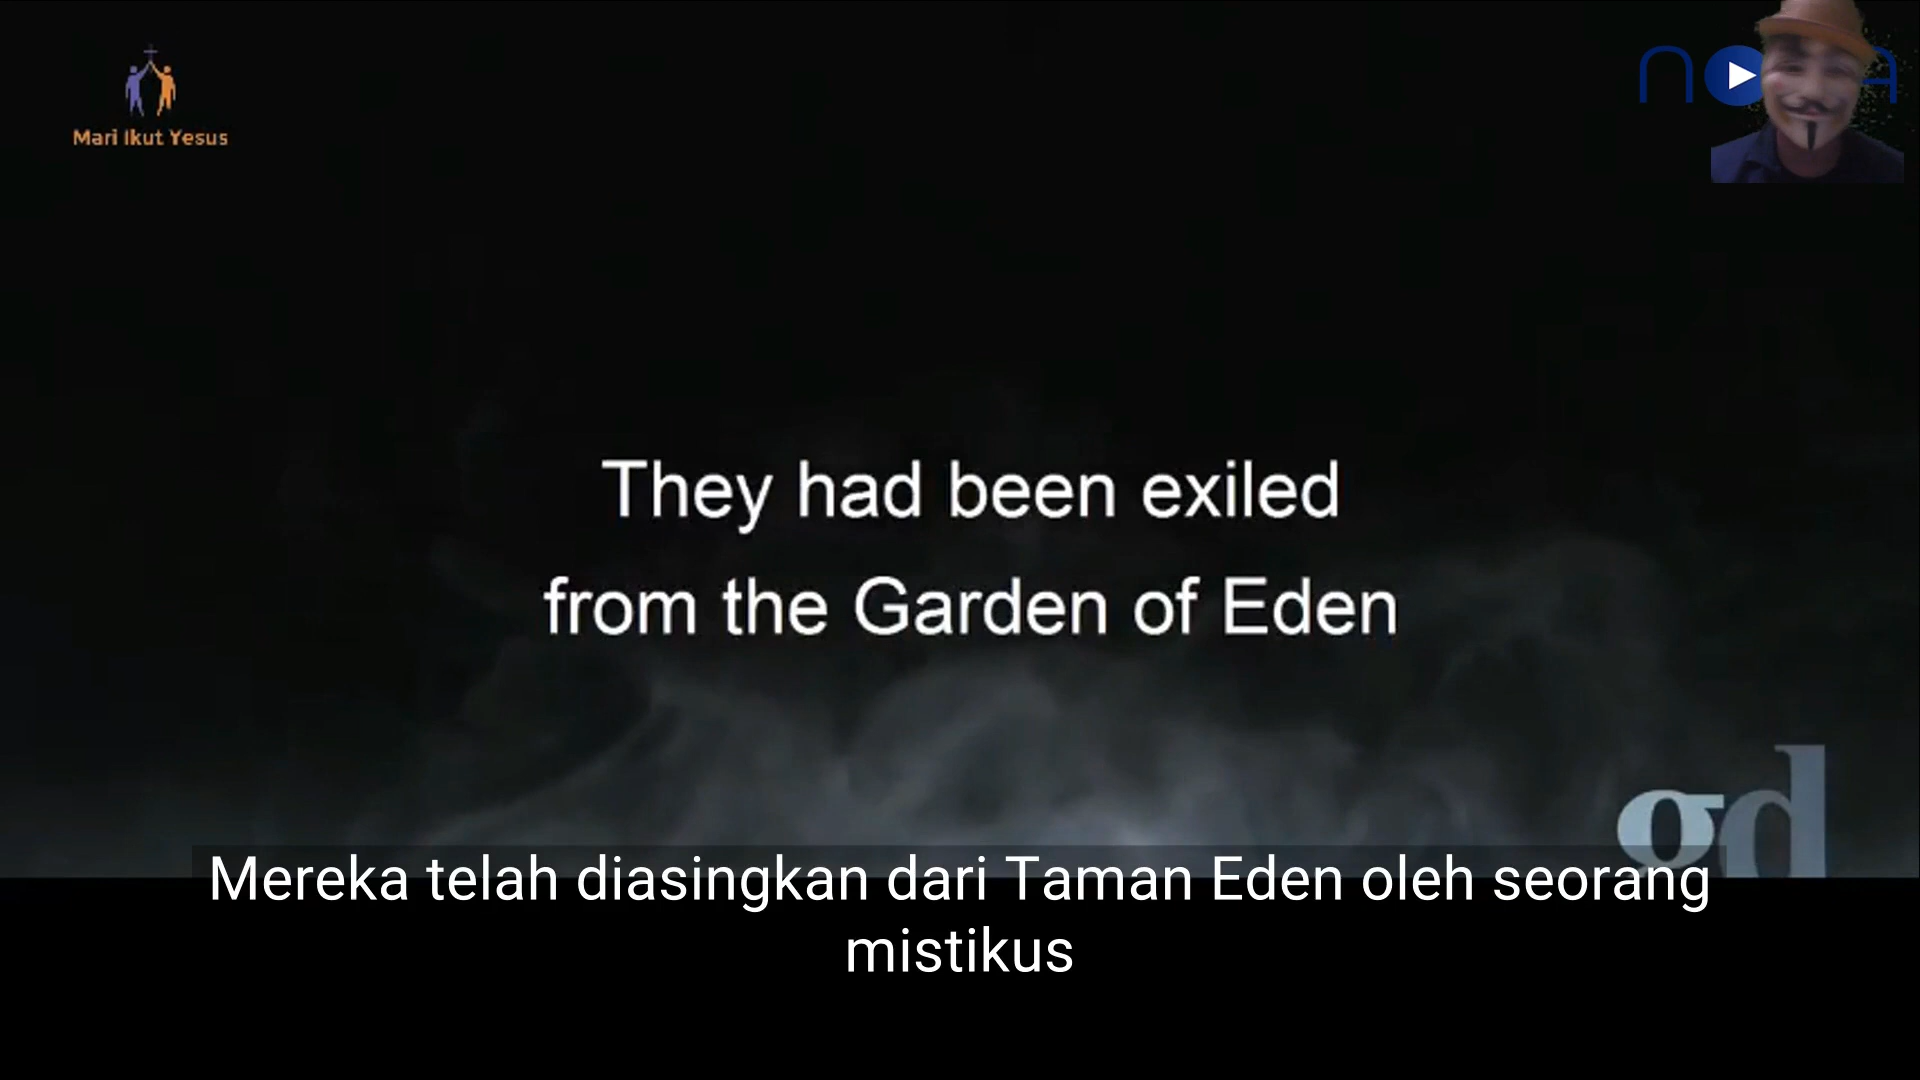 Mari Ikut Yesus
They had been exiled
from the Garden of Eden
gd
Mereka telah diasingkan dari Taman Eden oleh seorang
mistikus